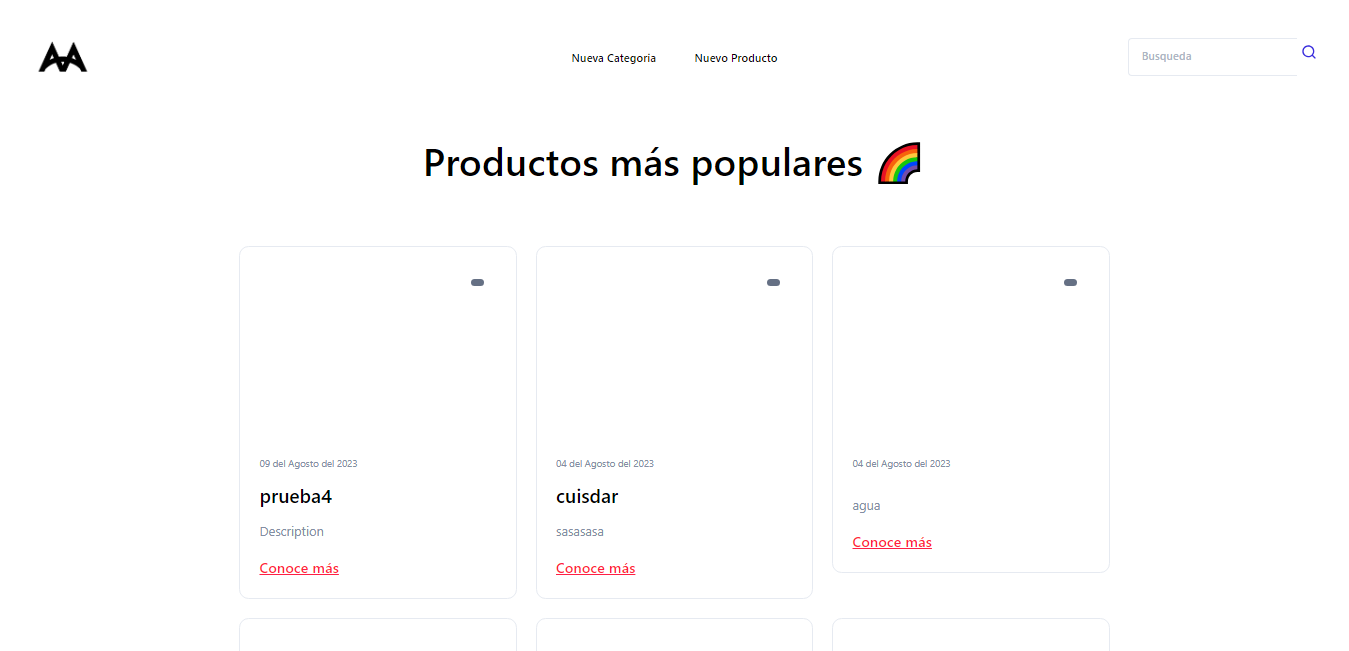 Nueva Categoria Nuevo Producto Busqueda
Productos más populares 🌈
09 del Agosto del 2023
prueba4
Description
Conoce más
04 del Agosto del 2023
cuisdar
sasasasa
Conoce más
04 del Agosto del 2023
agua
Conoce más